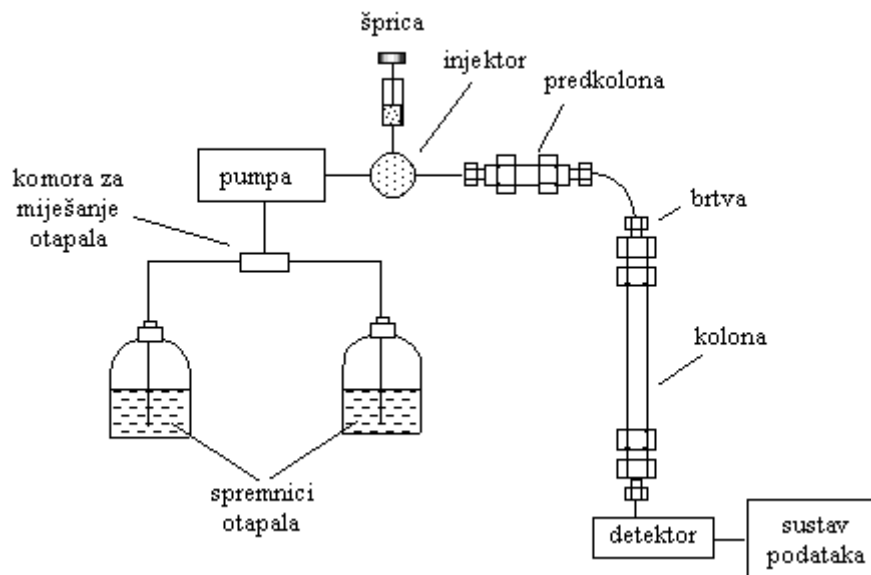 šprica
injektor
predkolona
pumpa
komora za
miješanje
otapala
brtva
kolona
spremnici
otapala
detektor
sustav
podataka